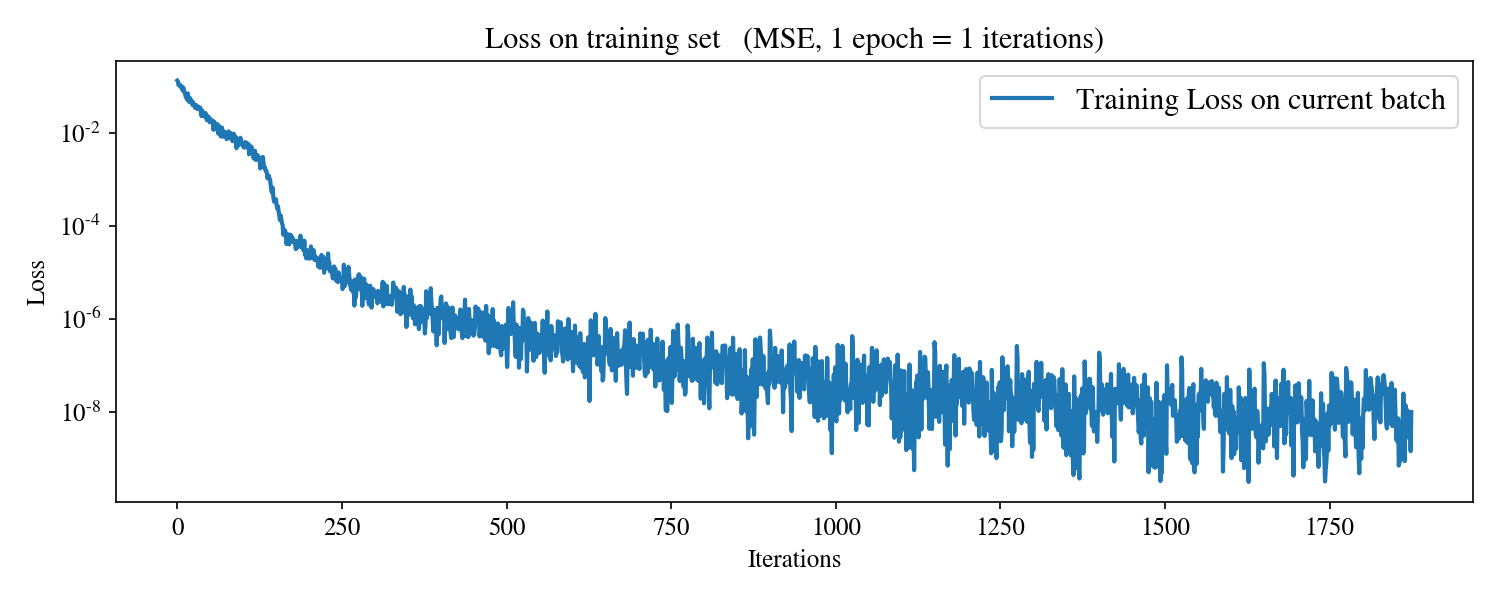 Loss on training set   (MSE, 1 epoch = 1 iterations)
Training Loss on current batch
10⁻²
10⁻⁴
10⁻⁶
10⁻⁸
Loss
0 250 500 750 1000 1250 1500 1750
Iterations